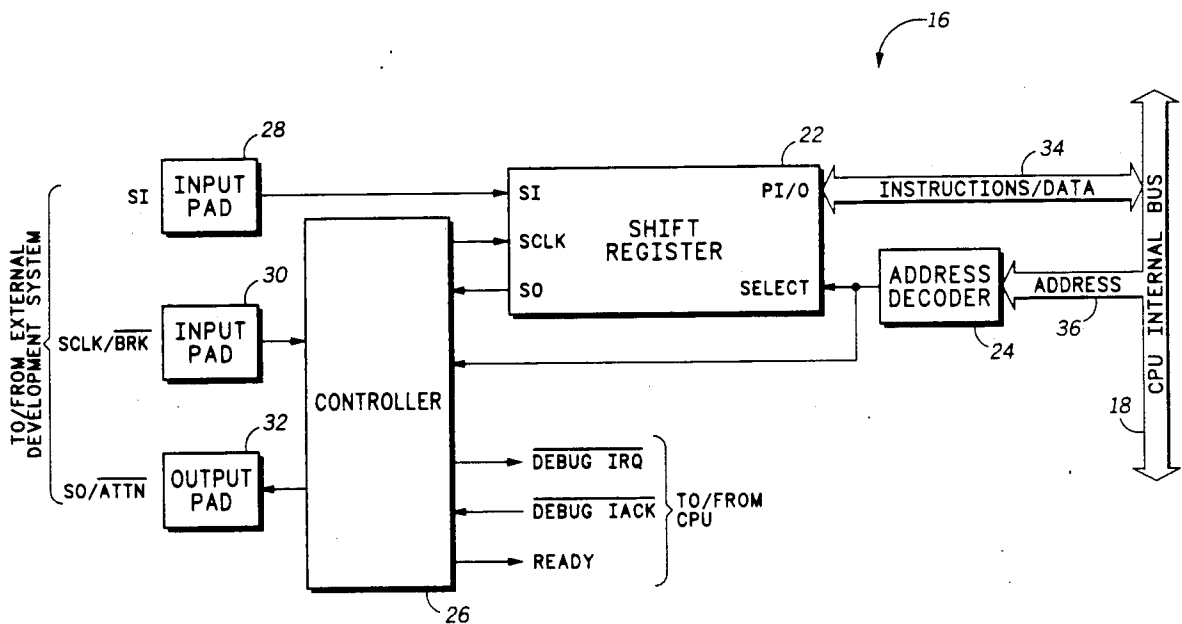 16
28
22
34
SI
INPUT
PAD
SI
PI/O
INSTRUCTIONS/DATA
SCLK
SHIFT
REGISTER
SO
SELECT
ADDRESS
DECODER
ADDRESS
36
24
CPU INTERNAL BUS
18
TO/FROM EXTERNAL
DEVELOPMENT SYSTEM
30
SCLK/BRK
INPUT
PAD
CONTROLLER
32
SO/ATTN
OUTPUT
PAD
DEBUG IRQ
DEBUG IACK
READY
TO/FROM
CPU
26